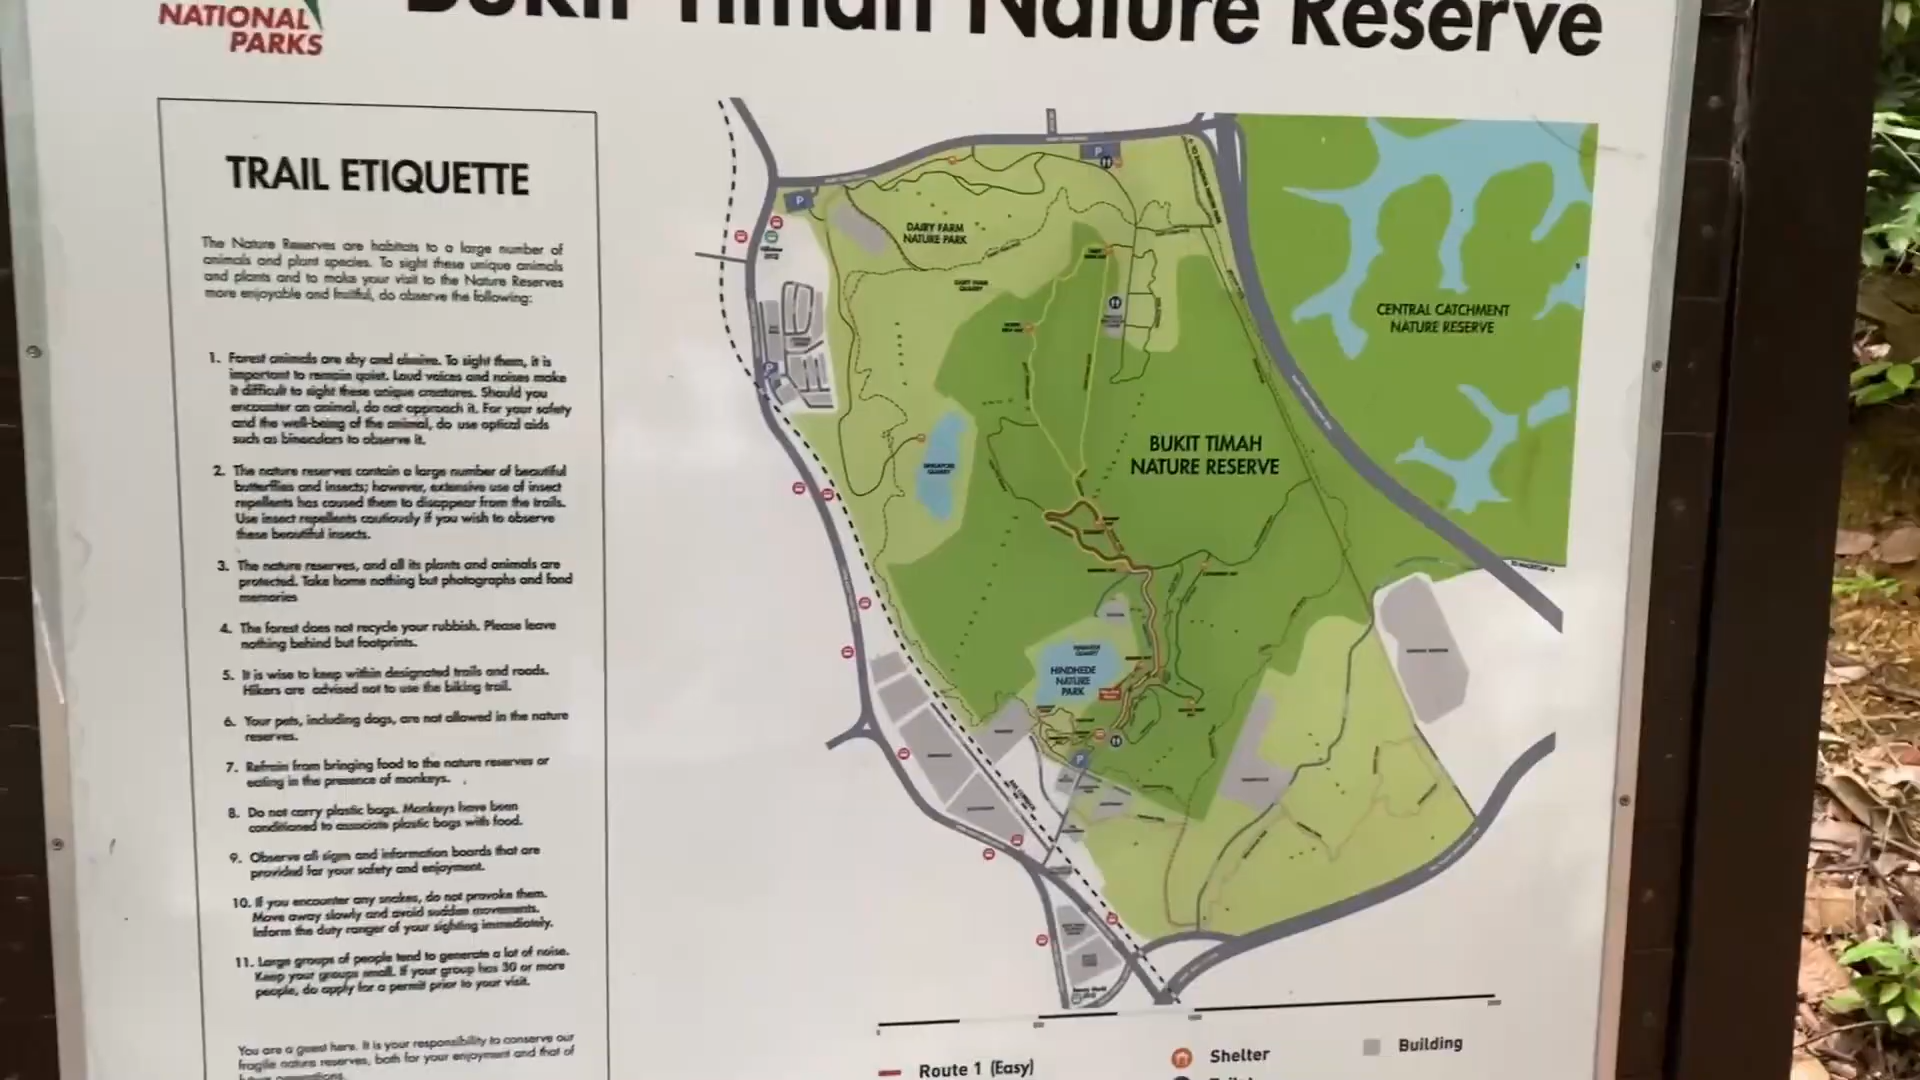 NATIONAL
PARKS
Bukit Timah Nature Reserve
TRAIL ETIQUETTE
The Nature Reserves are habitats to a large number of
animals and plant species. To sight these unique animals
and plants and to make your visit to the Nature Reserves
more enjoyable and fruitful, do observe the following:
1. Forest animals are shy and elusive. To sight them, it is
important to remain quiet. Loud voices and noises make
it difficult to sight these unique creatures. Should you
encounter an animal, do not approach it. For your safety
and the well-being of the animal, do use optical aids
such as binoculars to observe it.
2. The nature reserves contain a large number of beautiful
butterflies and insects; however, extensive use of insect
repellents has caused them to disappear from the trails.
Use insect repellents cautiously if you wish to observe
these beautiful insects.
3. The nature reserves, and all its plants and animals are
protected. Take home nothing but photographs and fond
memories
4. The forest does not recycle your rubbish. Please leave
nothing behind but footprints.
5. It is wise to keep within designated trails and roads.
Hikers are advised not to use the biking trail.
6. Your pets, including dogs, are not allowed in the nature
reserves.
7. Refrain from bringing food to the nature reserves or
eating in the presence of monkeys.
8. Do not carry plastic bags. Monkeys have been
conditioned to associate plastic bags with food.
9. Observe all signs and information boards that are
provided for your safety and enjoyment.
10. If you encounter any snakes, do not provoke them.
Move away slowly and avoid sudden movements.
Inform the duty ranger of your sighting immediately.
11. Large groups of people tend to generate a lot of noise.
Keep your groups small. If your group has 30 or more
people, do apply for a permit prior to your visit.
You are a guest here. It is your responsibility to conserve our
fragile nature reserves, both for your enjoyment and that of
P
P
DAIRY FARM
NATURE PARK
DAIRY FARM
QUARRY
CENTRAL CATCHMENT
NATURE RESERVE
P
BUKIT TIMAH
NATURE RESERVE
SINGAPORE
QUARRY
HINDHEDE
QUARRY
HINDHEDE
NATURE
PARK
P
Route 1 (Easy)
Shelter
Building